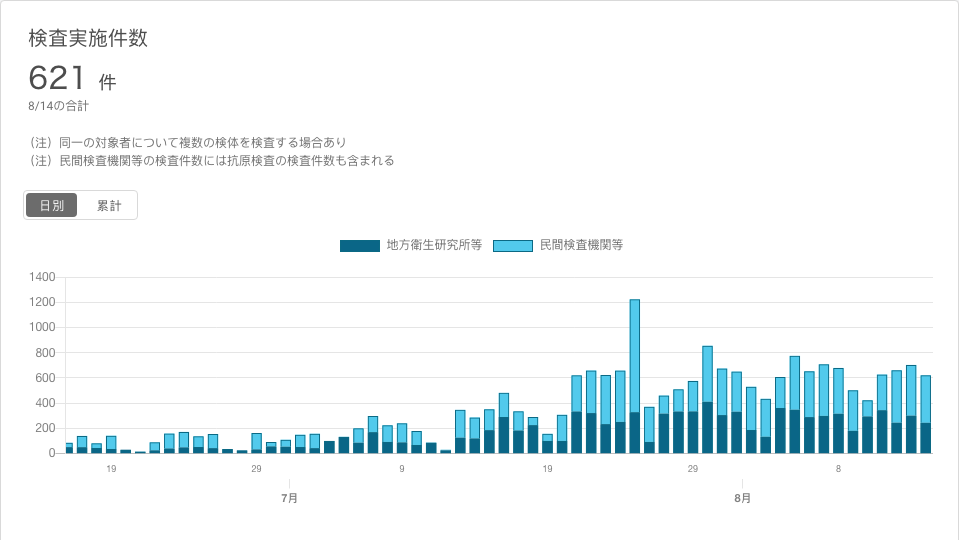 検査実施件数
621 件
8/14の合計
（注）同一の対象者について複数の検体を検査する場合あり
（注）民間検査機関等の検査件数には抗原検査の検査件数も含まれる
日別 累計
地方衛生研究所等 民間検査機関等
1400
1200
1000
800
600
400
200
0
19 29 9 19 29 8
7月 8月